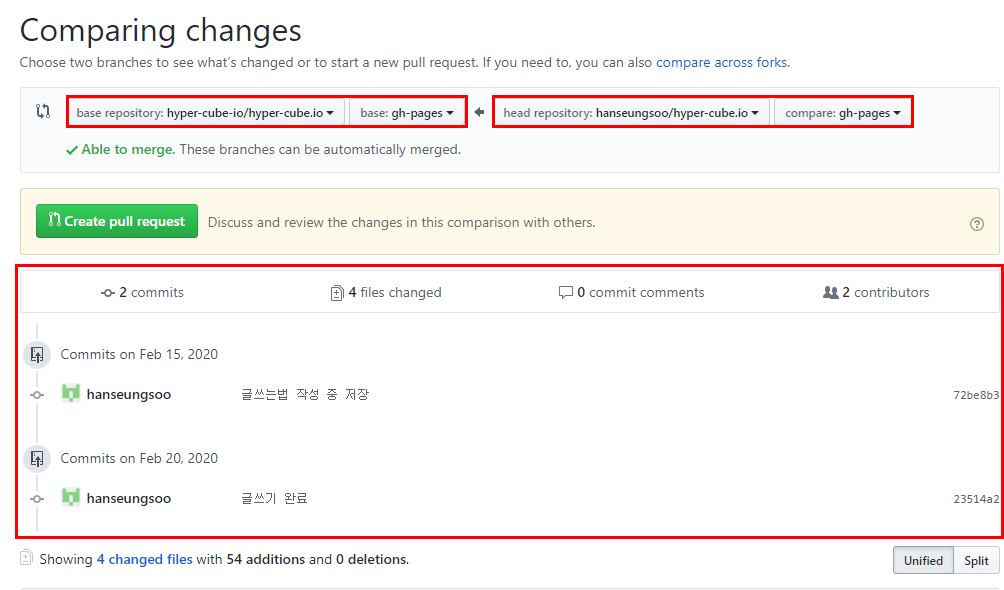 Comparing changes
Choose two branches to see what's changed or to start a new pull request. If you need to, you can also compare across forks.
base repository: hyper-cube-io/hyper-cube.io base: gh-pages head repository: hanseungsoo/hyper-cube.io compare: gh-pages
Able to merge. These branches can be automatically merged.
Create pull request Discuss and review the changes in this comparison with others.
2 commits 4 files changed 0 commit comments 2 contributors
Commits on Feb 15, 2020
hanseungsoo 글쓰는법 작성 중 저장 72be8b3
Commits on Feb 20, 2020
hanseungsoo 글쓰기 완료 23514a2
Showing 4 changed files with 54 additions and 0 deletions. Unified Split